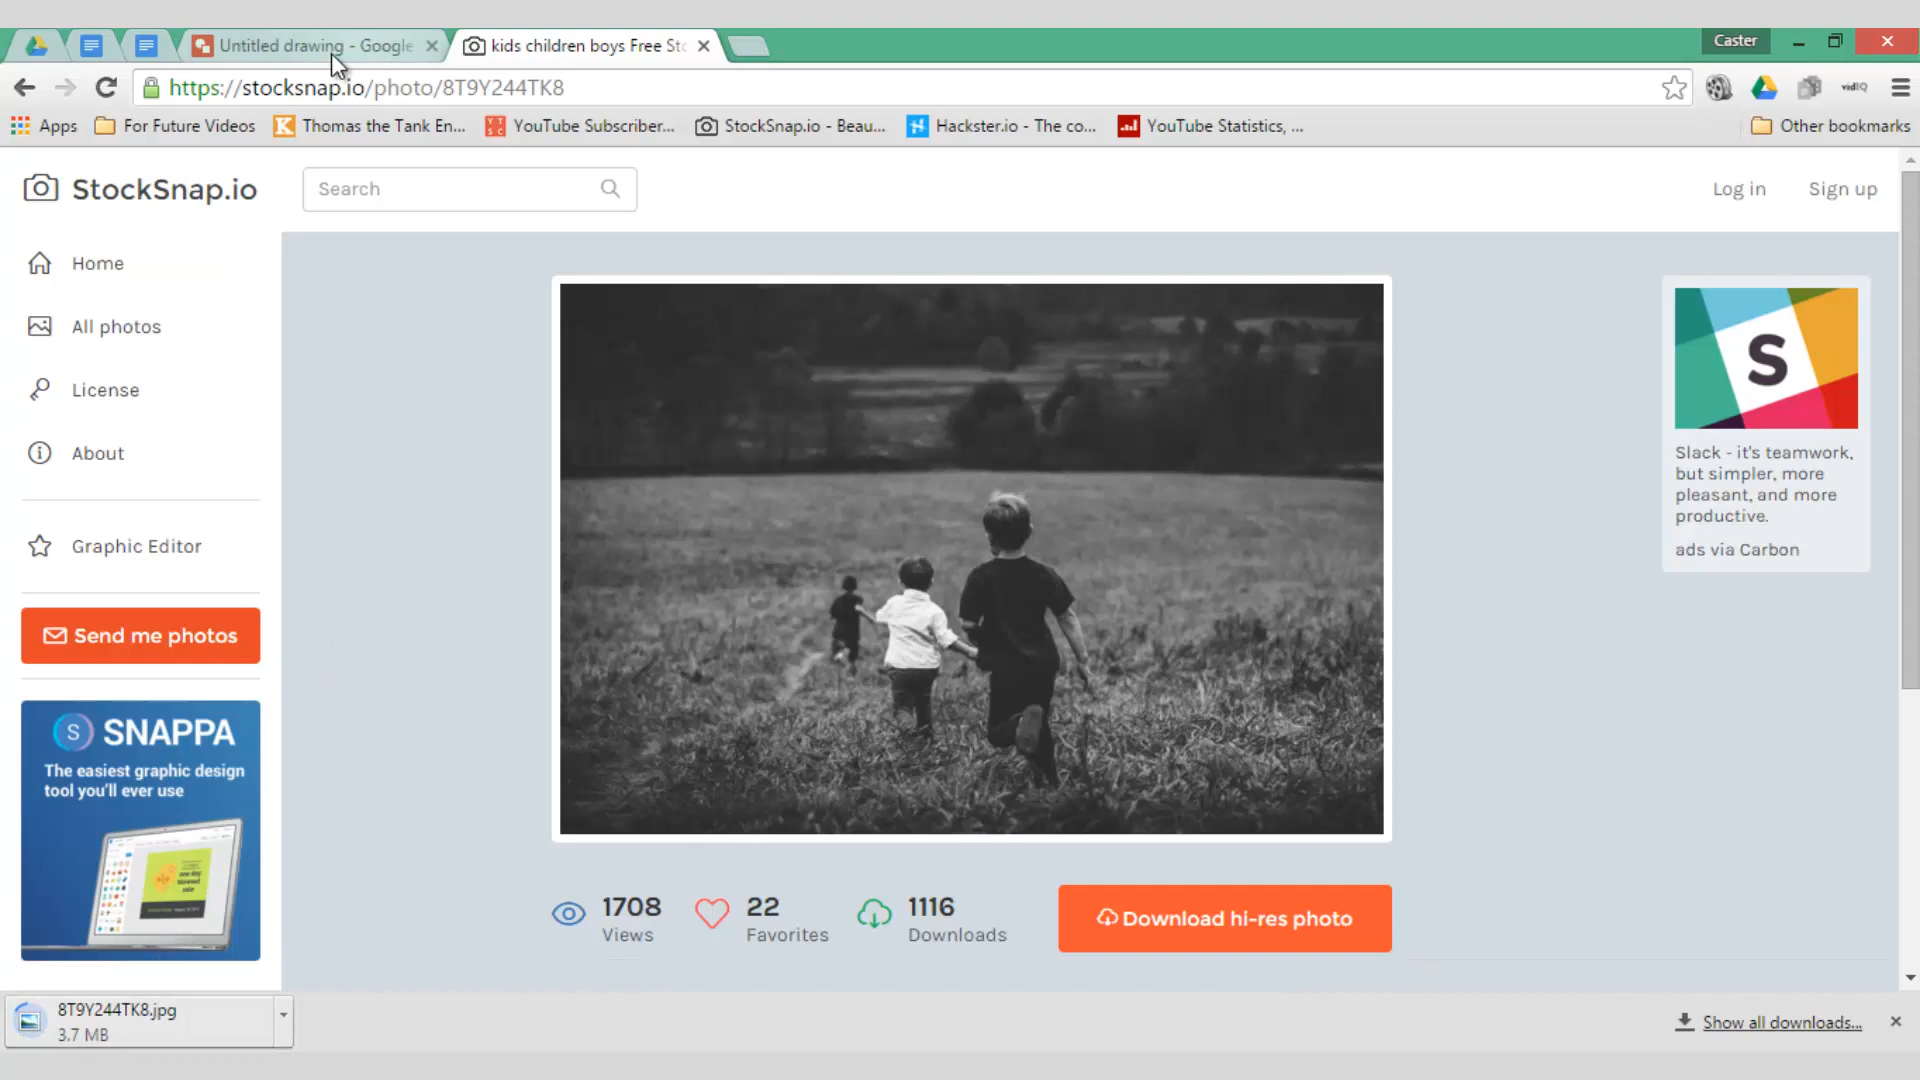 Untitled drawing - Google
kids children boys Free Sto
Caster
https://stocksnap.io/photo/8T9Y244TK8
vidIQ
Apps
For Future Videos
Thomas the Tank En...
YouTube Subscriber...
StockSnap.io - Beau...
Hackster.io - The co...
YouTube Statistics, ...
Other bookmarks
StockSnap.io
Search
Log in
Sign up
Home
All photos
License
About
Graphic Editor
Send me photos
S
SNAPPA
The easiest graphic design
tool you'll ever use
S
Slack - it's teamwork,
but simpler, more
pleasant, and more
productive.
ads via Carbon
1708
Views
22
Favorites
1116
Downloads
Download hi-res photo
8T9Y244TK8.jpg
3.7 MB
Show all downloads...